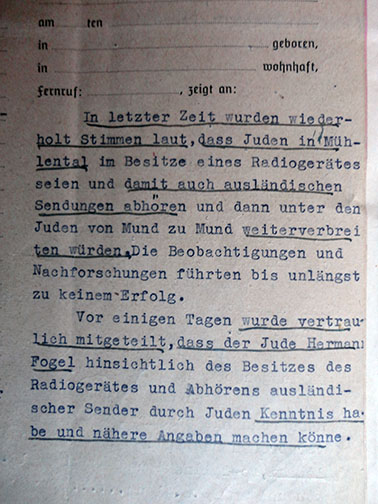 am ten
in geboren,
in wohnhaft,
Fernruf: , zeigt an:
In letzter Zeit wurden wieder-
holt Stimmen laut, dass Juden in Müh-
lental im Besitze eines Radiogerätes
seien und damit auch ausländischen
Sendungen abhören und dann unter den
Juden von Mund zu Mund weiterverbrei
ten würden. Die Beobachtigungen und
Nachforschungen führten bis unlängst
zu keinem Erfolg.
Vor einigen Tagen wurde vertrau-
lich mitgeteilt, dass der Jude Hermann
Fogel hinsichtlich des Besitzes des
Radiogerätes und Abhörens ausländi-
scher Sender durch Juden Kenntnis ha-
be und nähere Angaben machen könne.